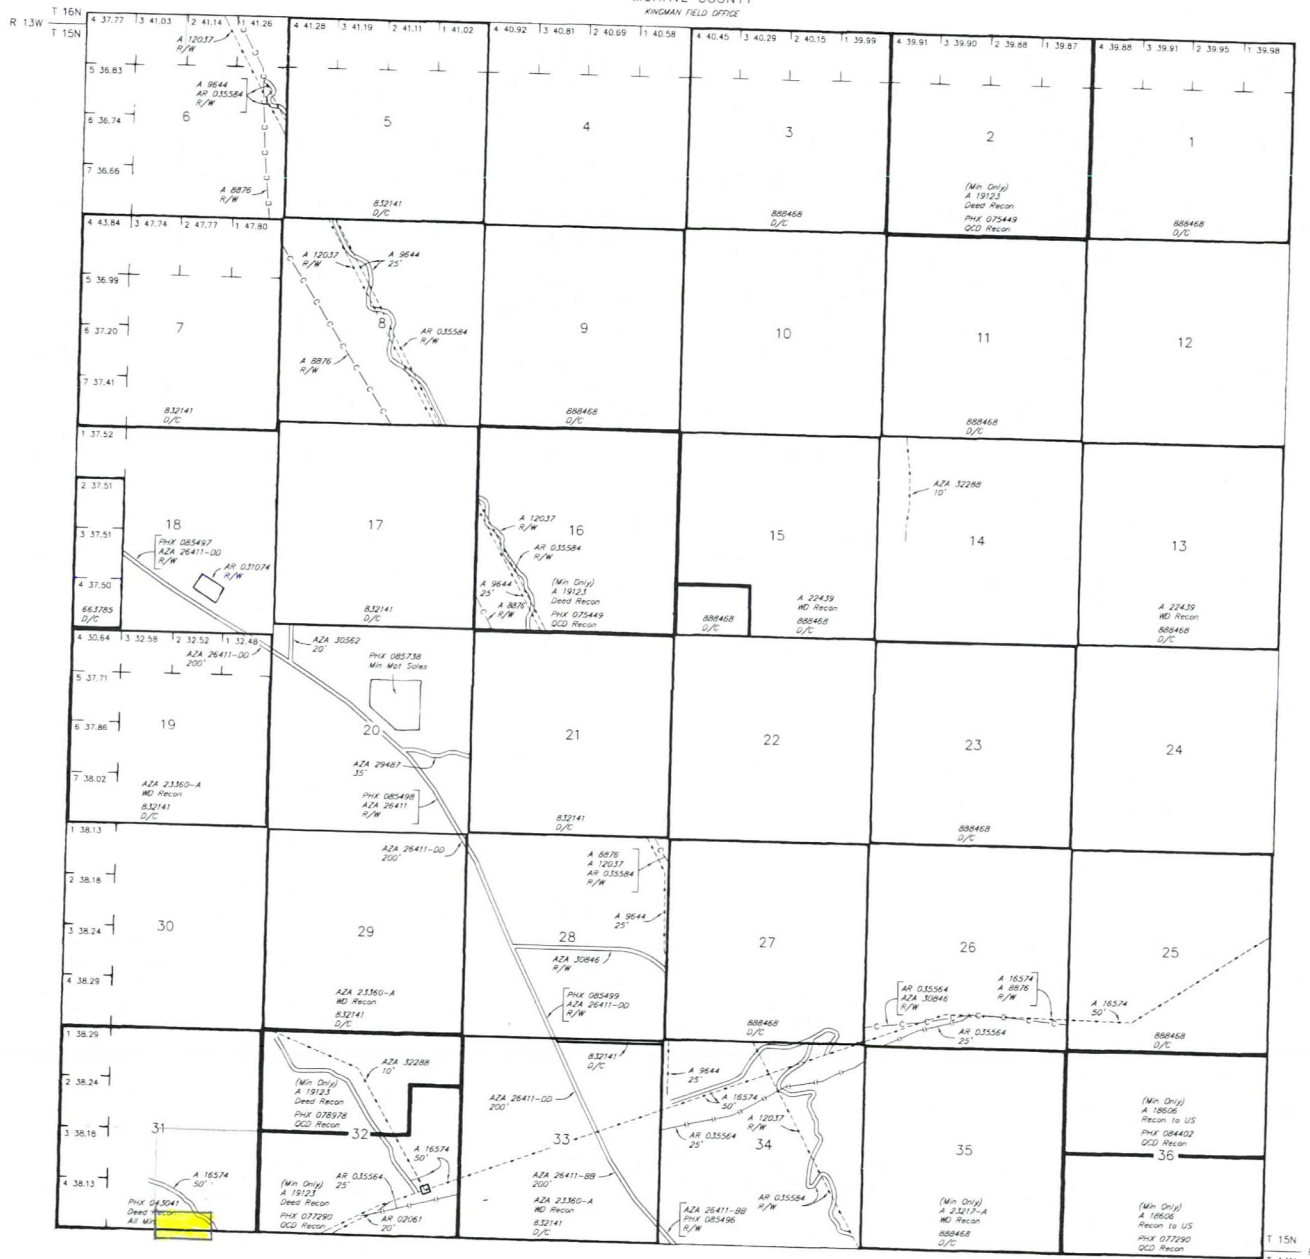 KINGMAN FIELD OFFICE
T 16N
R 13W
T 15N
4 37.77 3 41.03 2 41.14 1 41.26
4 41.28 3 41.19 2 41.11 1 41.02
4 40.92 3 40.81 2 40.69 1 40.58
4 40.45 3 40.29 2 40.15 1 39.99
4 39.91 3 39.90 2 39.88 1 39.87
4 39.88 3 39.91 2 39.95 1 39.98
A 12037
R/W
5 36.83
A 9644
AR 035584
R/W
6 36.74
6
5
4
3
2
1
7 36.66
A 8876
R/W
832141
D/C
888468
D/C
(Min Only)
A 19123
Deed Recon
PHX 075449
QCD Recon
888468
D/C
4 43.84 3 47.74 2 47.77 1 47.80
5 36.99
6 37.20
7 37.41
7
832141
D/C
A 12037
R/W
A 9644
25'
8
AR 035584
R/W
A 8876
R/W
9
888468
D/C
10
11
888468
D/C
12
1 37.52
2 37.51
3 37.51
4 37.50
663785
D/C
18
PHX 085497
AZA 26411-DD
R/W
AR 031074
R/W
17
832141
D/C
A 12037
R/W
16
AR 035584
R/W
A 9644
25'
A 8876
R/W
(Min Only)
A 19123
Deed Recon
PHX 075449
QCD Recon
15
888468
D/C
A 22439
WD Recon
888468
D/C
AZA 32288
10'
14
13
A 22439
WD Recon
888468
D/C
4 30.64 3 32.58 2 32.52 1 32.48
AZA 26411-DD
200'
5 37.71
6 37.86
7 38.02
19
AZA 23360-A
WD Recon
832141
D/C
AZA 30562
20'
PHX 085738
Min Mat Sales
20
AZA 29487
35'
PHX 085498
AZA 26411
R/W
21
832141
D/C
22
23
888468
D/C
24
1 38.13
2 38.18
3 38.24
4 38.29
30
AZA 26411-DD
200'
29
AZA 23360-A
WD Recon
832141
D/C
A 8876
A 12037
AR 035584
R/W
A 9644
25'
28
AZA 30846
R/W
PHX 085499
AZA 26411-DD
R/W
27
888468
D/C
26
AR 035564
AZA 30846
R/W
A 16574
A 8876
R/W
AR 035564
25'
25
A 16574
50'
888468
D/C
1 38.29
2 38.24
3 38.18
4 38.13
31
A 16574
50'
PHX 043041
Deed Recon
All Min
AZA 32288
10'
(Min Only)
A 19123
Deed Recon
PHX 078978
QCD Recon
32
A 16574
50'
AR 035564
25'
(Min Only)
A 19123
Deed Recon
PHX 077290
QCD Recon
AR 02061
20'
832141
D/C
AZA 26411-DD
200'
33
AZA 26411-BB
200'
AZA 23360-A
WD Recon
832141
D/C
A 9644
25'
A 16574
50'
A 12037
R/W
AR 035564
25'
34
AR 035584
R/W
AZA 26411-BB
PHX 085496
R/W
35
(Min Only)
A 23217-A
WD Recon
888468
D/C
(Min Only)
A 18606
Recon to US
PHX 084402
QCD Recon
36
(Min Only)
A 18606
Recon to US
PHX 077290
QCD Recon
T 15N